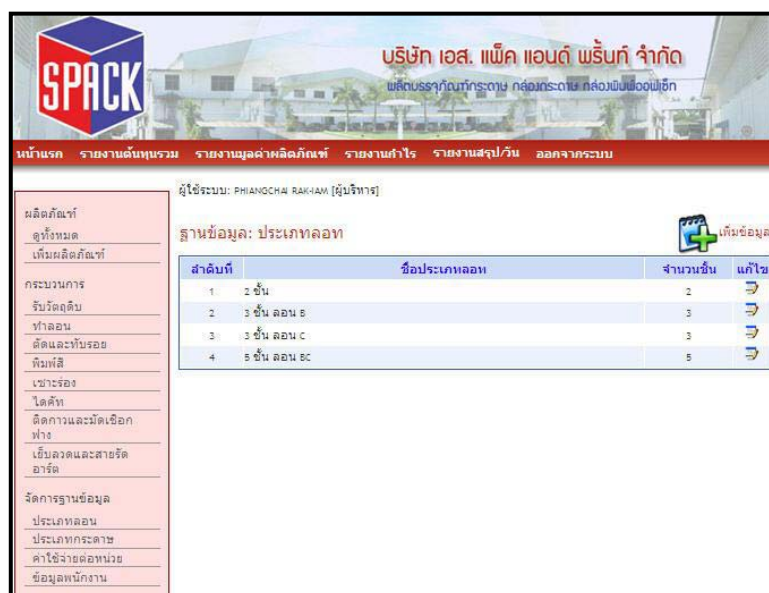 SPACK
บริษัท เอส. แพ็ค แอนด์ พริ้นท์ จำกัด
ผลิตบรรจุภัณฑ์กระดาษ กล่องกระดาษ กล่องพิมพ์ออฟเซ็ท
หน้าแรก รายงานต้นทุนรวม รายงานมูลค่าผลิตภัณฑ์ รายงานกำไร รายงานสรุป/วัน ออกจากระบบ
ผู้ใช้ระบบ: PHIANGCHAI RAK-IAM [ผู้บริหาร]
ผลิตภัณฑ์
ดูทั้งหมด
เพิ่มผลิตภัณฑ์
กระบวนการ
รับวัตถุดิบ
ทำลอน
ตัดและทับรอย
พิมพ์สี
เซาะร่อง
ไดคัท
ติดกาวและมัดเชือก
ฟาง
เย็บลวดและสายรัด
อาร์ต
จัดการฐานข้อมูล
ประเภทลอน
ประเภทกระดาษ
ค่าใช้จ่ายต่อหน่วย
ข้อมูลพนักงาน
ฐานข้อมูล: ประเภทลอท
เพิ่มข้อมูล
ลำดับที่ ชื่อประเภทลอท จำนวนชั้น แก้ไข
1 2 ชั้น 2
2 3 ชั้น ลอน B 3
3 3 ชั้น ลอน C 3
4 5 ชั้น ลอน BC 5